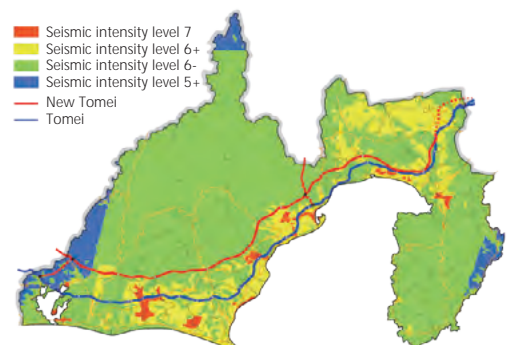 Seismic intensity level 7
Seismic intensity level 6+
Seismic intensity level 6-
Seismic intensity level 5+
New Tomei
Tomei